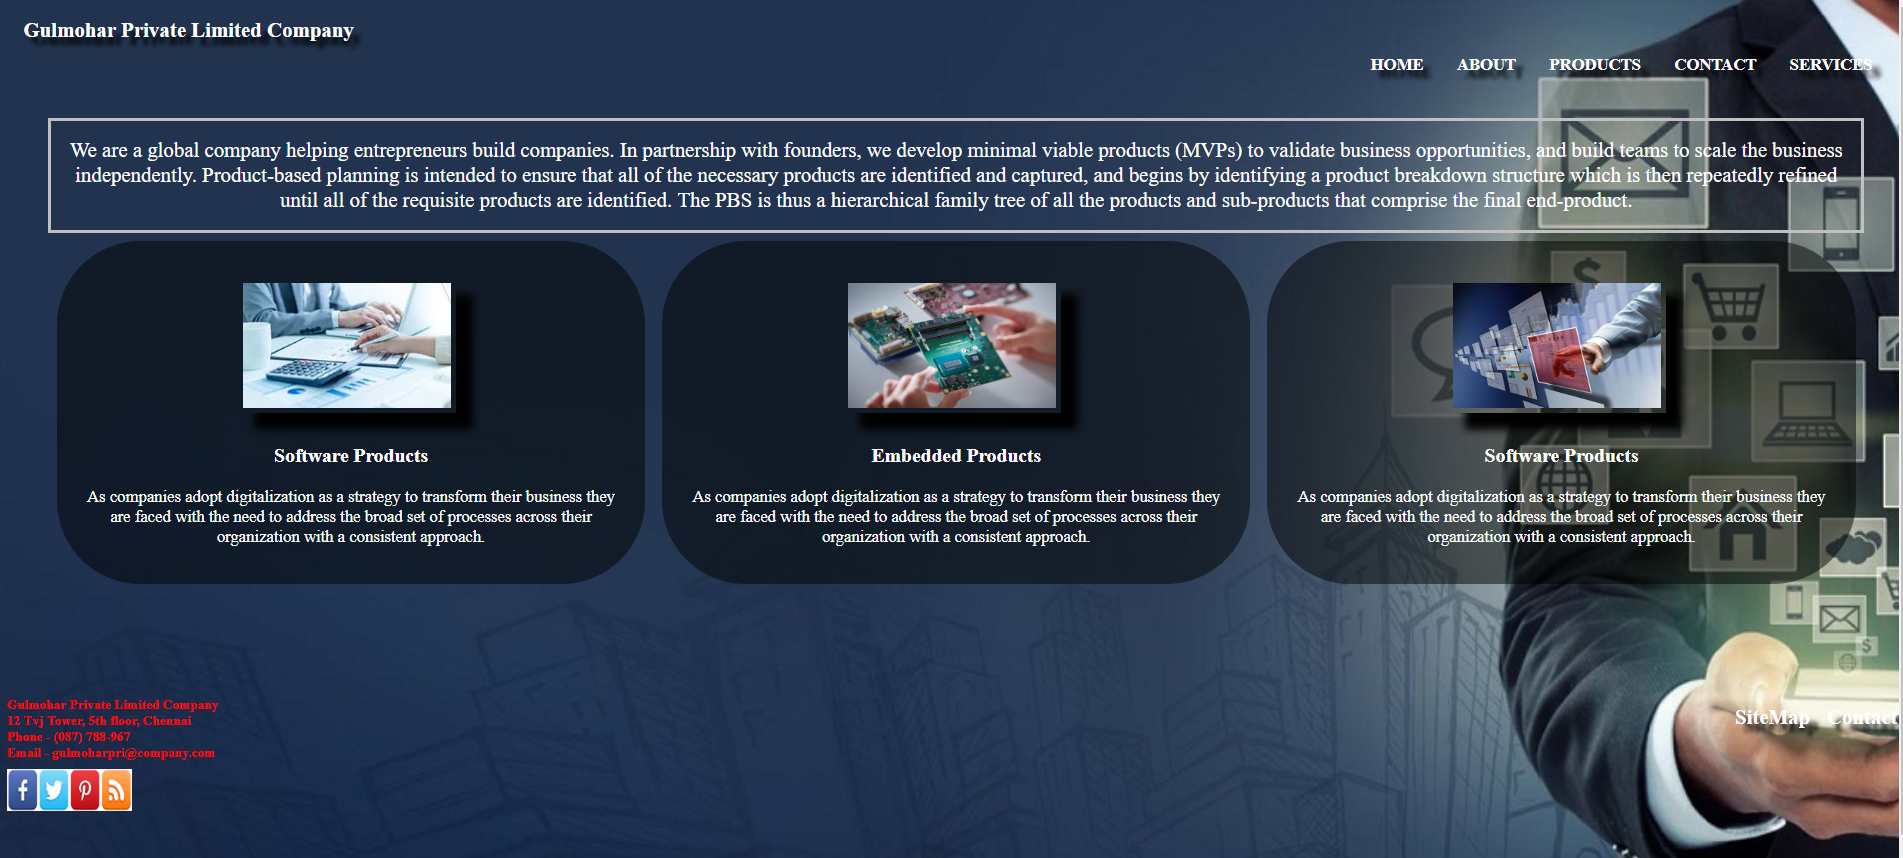 Gulmohar Private Limited Company
HOME ABOUT PRODUCTS CONTACT SERVICES
We are a global company helping entrepreneurs build companies. In partnership with founders, we develop minimal viable products (MVPs) to validate business opportunities, and build teams to scale the business
independently. Product-based planning is intended to ensure that all of the necessary products are identified and captured, and begins by identifying a product breakdown structure which is then repeatedly refined
until all of the requisite products are identified. The PBS is thus a hierarchical family tree of all the products and sub-products that comprise the final end-product.
Software Products
As companies adopt digitalization as a strategy to transform their business they
are faced with the need to address the broad set of processes across their
organization with a consistent approach.
Embedded Products
As companies adopt digitalization as a strategy to transform their business they
are faced with the need to address the broad set of processes across their
organization with a consistent approach.
Software Products
As companies adopt digitalization as a strategy to transform their business they
are faced with the need to address the broad set of processes across their
organization with a consistent approach.
Gulmohar Private Limited Company
12 Tvj Tower, 5th floor, Chennai
Phone - (087) 788-967
Email - gulmoharpri@company.com
SiteMap Contact